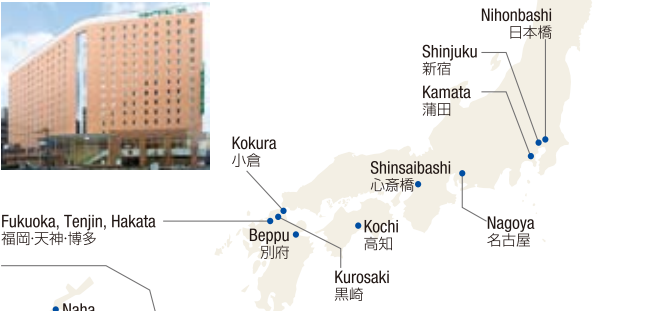 Nihonbashi
日本橋
Shinjuku
新宿
Kamata
蒲田
Kokura
小倉
Shinsaibashi
心斎橋
Fukuoka, Tenjin, Hakata
福岡·天神·博多
Beppu
別府
Kochi
高知
Nagoya
名古屋
Kurosaki
黒崎
Naha